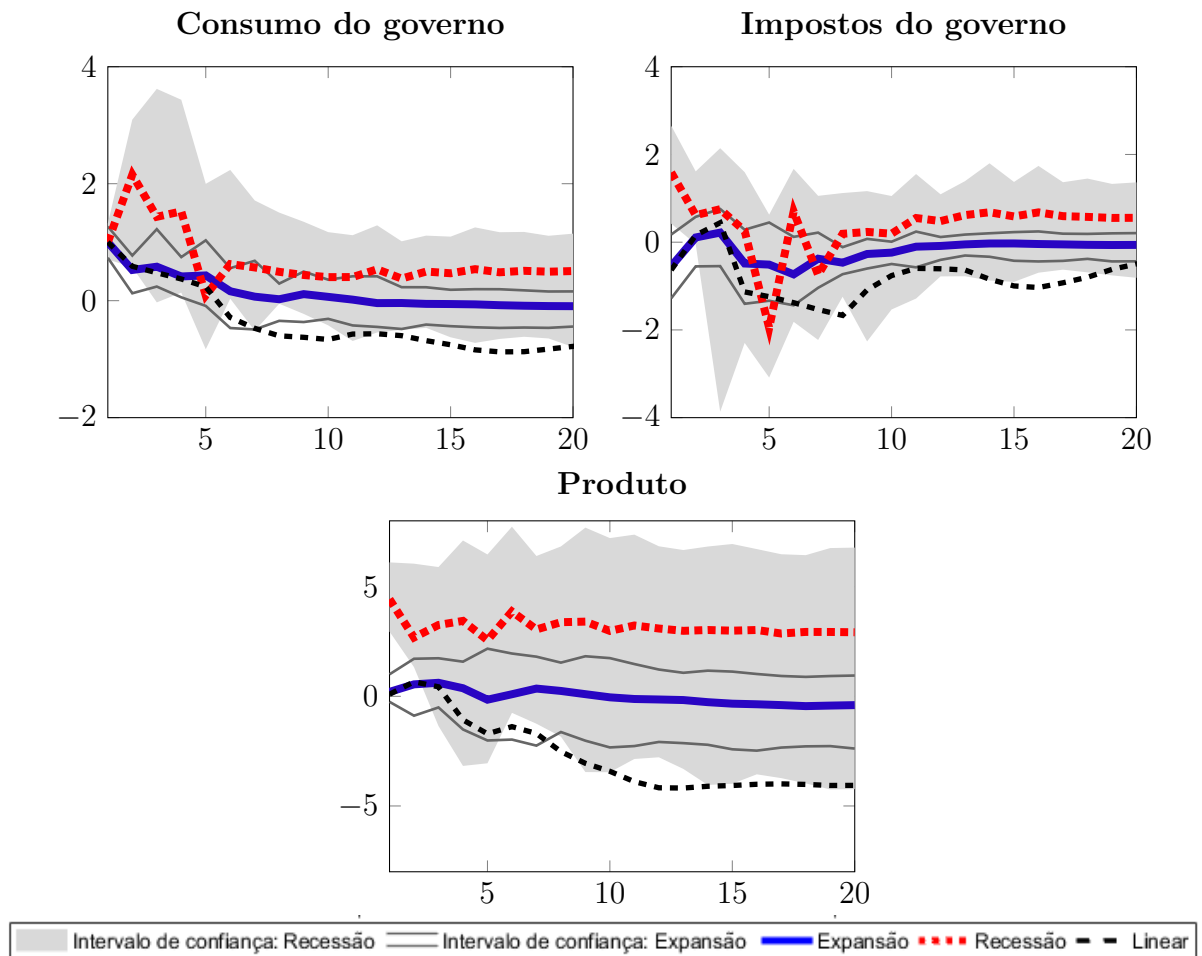 Consumo do governo
4
2
0
−2
5 10 15 20
Impostos do governo
4
2
0
−2
−4
5 10 15 20
Produto
5
0
−5
5 10 15 20
Intervalo de confiança: Recessão Intervalo de confiança: Expansão Expansão Recessão Linear